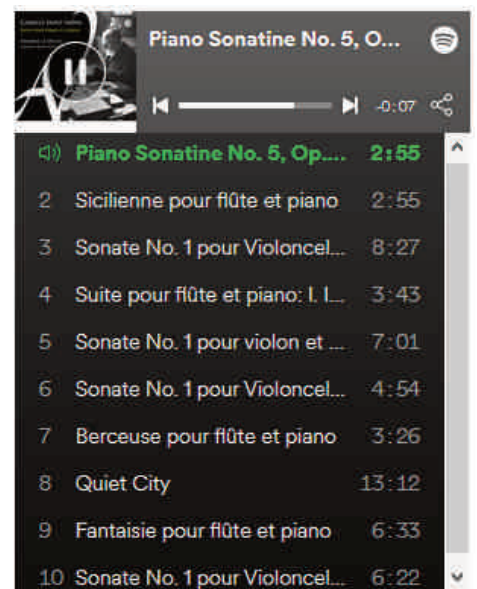 Piano Sonatine No. 5, O...
-0:07
Piano Sonatine No. 5, Op.... 2:55
2 Sicilienne pour flûte et piano 2:55
3 Sonate No. 1 pour Violoncel... 8:27
4 Suite pour flûte et piano: I. I... 3:43
5 Sonate No. 1 pour violon et ... 7:01
6 Sonate No. 1 pour Violoncel... 4:54
7 Berceuse pour flûte et piano 3:26
8 Quiet City 13:12
9 Fantaisie pour flûte et piano 6:33
10 Sonate No. 1 pour Violoncel... 6:22